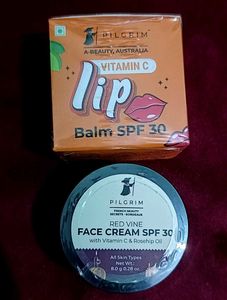 PILGRIM
A-BEAUTY, AUSTRALIA
VITAMIN C
lip
Balm SPF 30
PILGRIM
FRENCH BEAUTY
SECRETS - BORDEAUX
RED VINE
FACE CREAM SPF 30
with Vitamin C & Rosehip Oil
All Skin Types
Net Wt.:
8.0 g 0.28 oz.